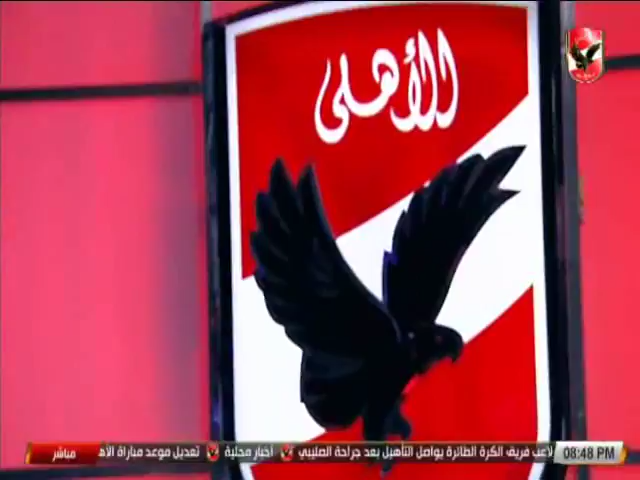 الأهلى
مباشر
لاعب فريق الكرة الطائرة يواصل التأهيل بعد جراحة الصليبي أخبار محلية تعديل موعد مباراة الأه
08:48 PM